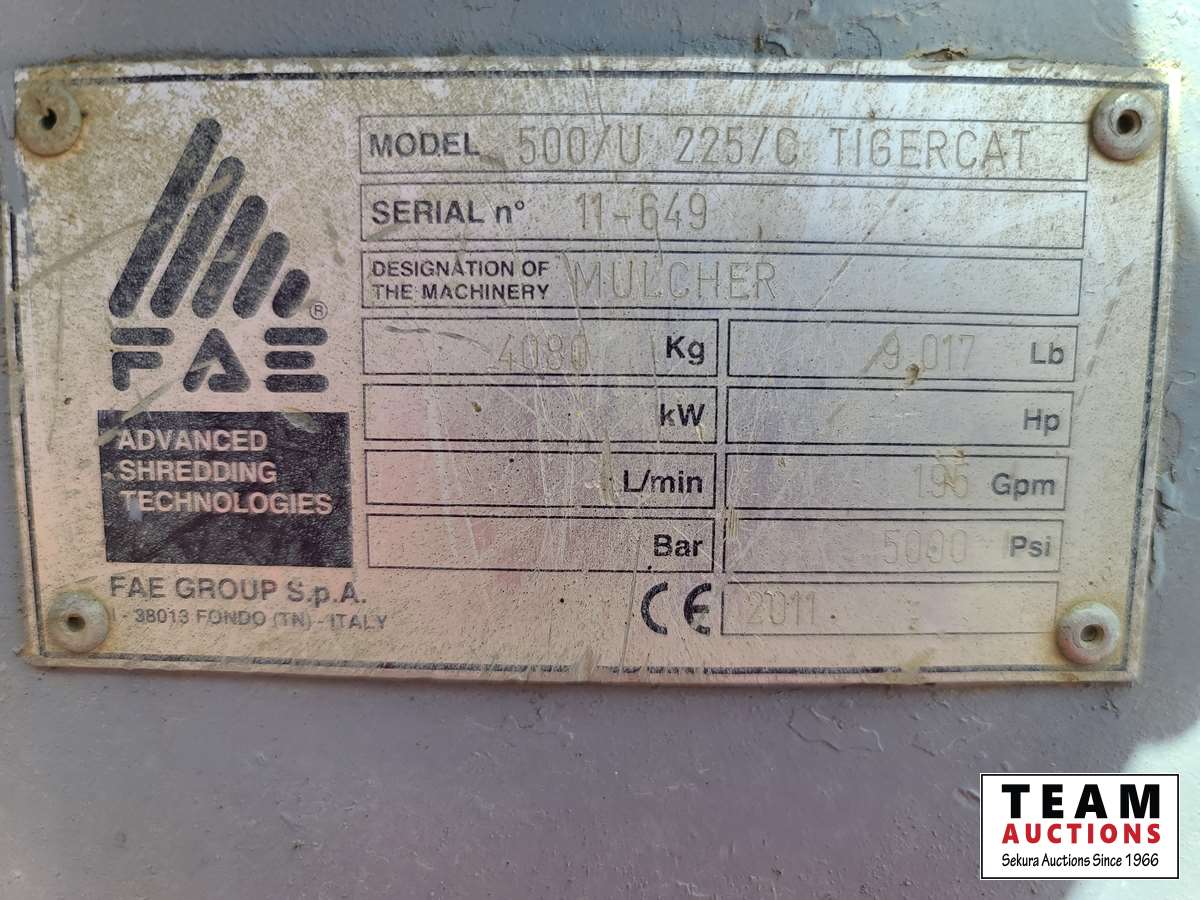 MODEL 500/U 225/C TIGERCAT
SERIAL n° 11-649
DESIGNATION OF
THE MACHINERY MULCHER
4080 Kg 9,017 Lb
kW Hp
L/min 195 Gpm
Bar 5000 Psi
CE 2011
FAE®
ADVANCED
SHREDDING
TECHNOLOGIES
FAE GROUP S.p.A.
I - 38013 FONDO (TN) - ITALY
TEAM
AUCTIONS
Sekura Auctions Since 1966